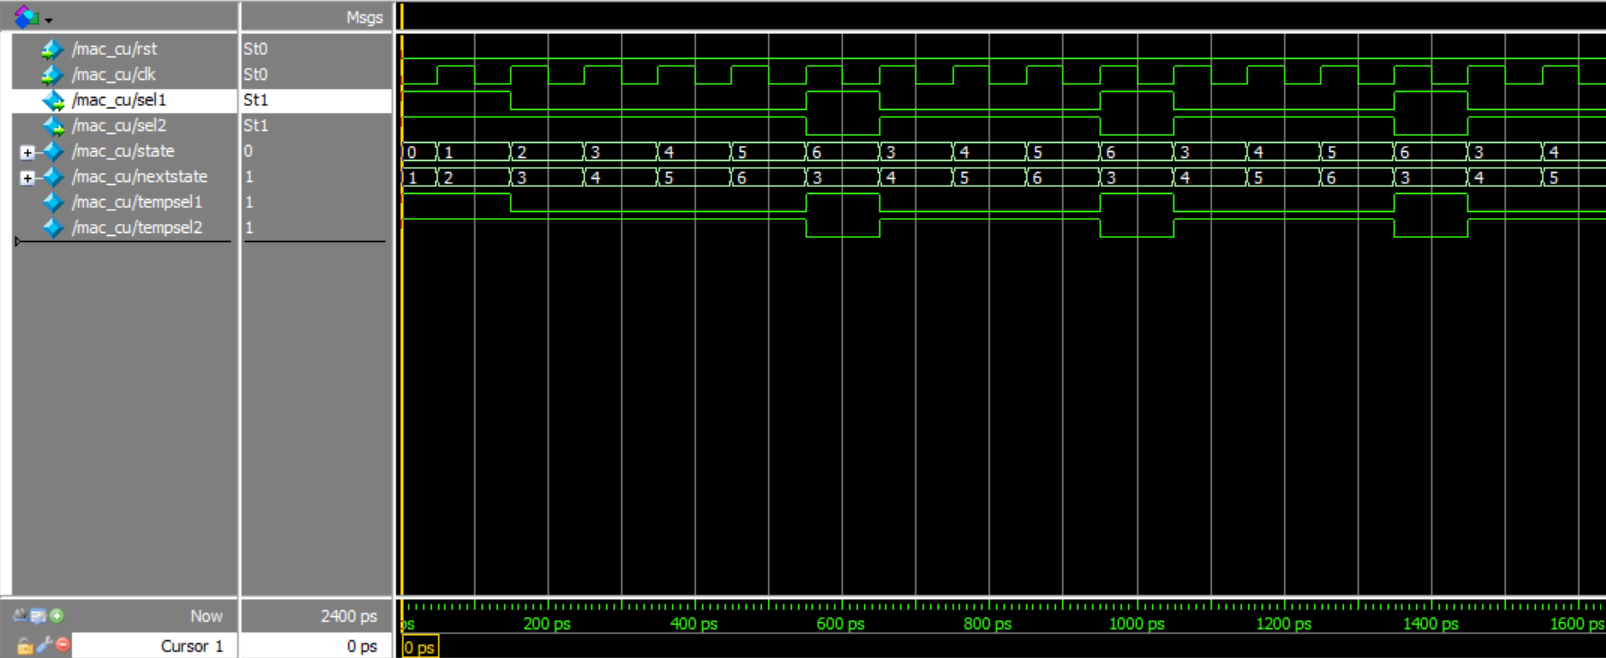 Msgs
/mac_cu/rst St0
/mac_cu/clk St0
/mac_cu/sel1 St1
/mac_cu/sel2 St1
/mac_cu/state 0 0 1 2 3 4 5 6 3 4 5 6 3 4 5 6 3 4
/mac_cu/nextstate 1 1 2 3 4 5 6 3 4 5 6 3 4 5 6 3 4 5
/mac_cu/tempsel1 1
/mac_cu/tempsel2 1
Now 2400 ps ps 200 ps 400 ps 600 ps 800 ps 1000 ps 1200 ps 1400 ps 1600 ps
Cursor 1 0 ps 0 ps